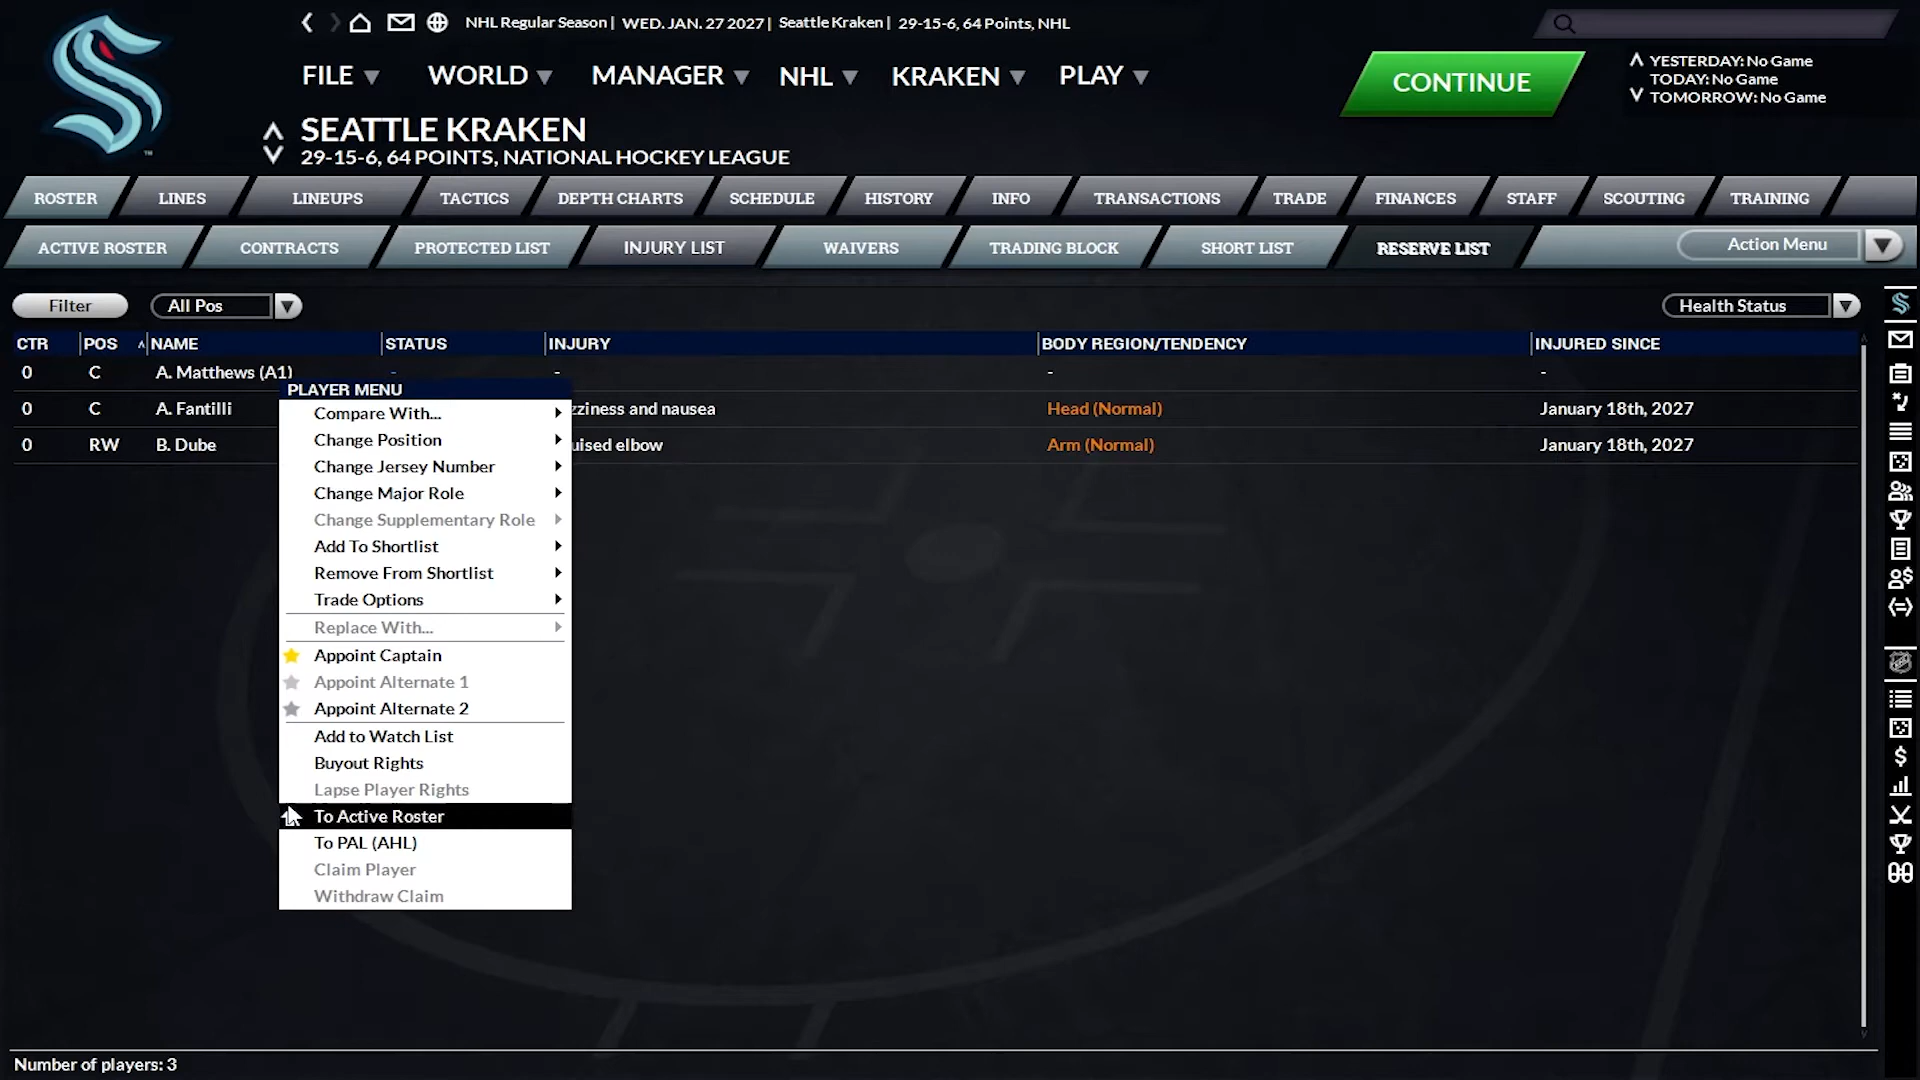 NHL Regular Season | WED. JAN. 27 2027 | Seattle Kraken | 29-15-6, 64 Points, NHL
FILE WORLD MANAGER NHL KRAKEN PLAY
CONTINUE
YESTERDAY: No Game
TODAY: No Game
TOMORROW: No Game
SEATTLE KRAKEN
29-15-6, 64 POINTS, NATIONAL HOCKEY LEAGUE
ROSTER LINES LINEUPS TACTICS DEPTH CHARTS SCHEDULE HISTORY INFO TRANSACTIONS TRADE FINANCES STAFF SCOUTING TRAINING
ACTIVE ROSTER CONTRACTS PROTECTED LIST INJURY LIST WAIVERS TRADING BLOCK SHORT LIST RESERVE LIST Action Menu
Filter All Pos Health Status
CTR POS NAME STATUS INJURY BODY REGION/TENDENCY INJURED SINCE
0 C A. Matthews (A1) - - - -
0 C A. Fantilli zziness and nausea Head (Normal) January 18th, 2027
0 RW B. Dube uised elbow Arm (Normal) January 18th, 2027
PLAYER MENU
Compare With...
Change Position
Change Jersey Number
Change Major Role
Change Supplementary Role
Add To Shortlist
Remove From Shortlist
Trade Options
Replace With...
Appoint Captain
Appoint Alternate 1
Appoint Alternate 2
Add to Watch List
Buyout Rights
Lapse Player Rights
To Active Roster
To PAL (AHL)
Claim Player
Withdraw Claim
Number of players: 3